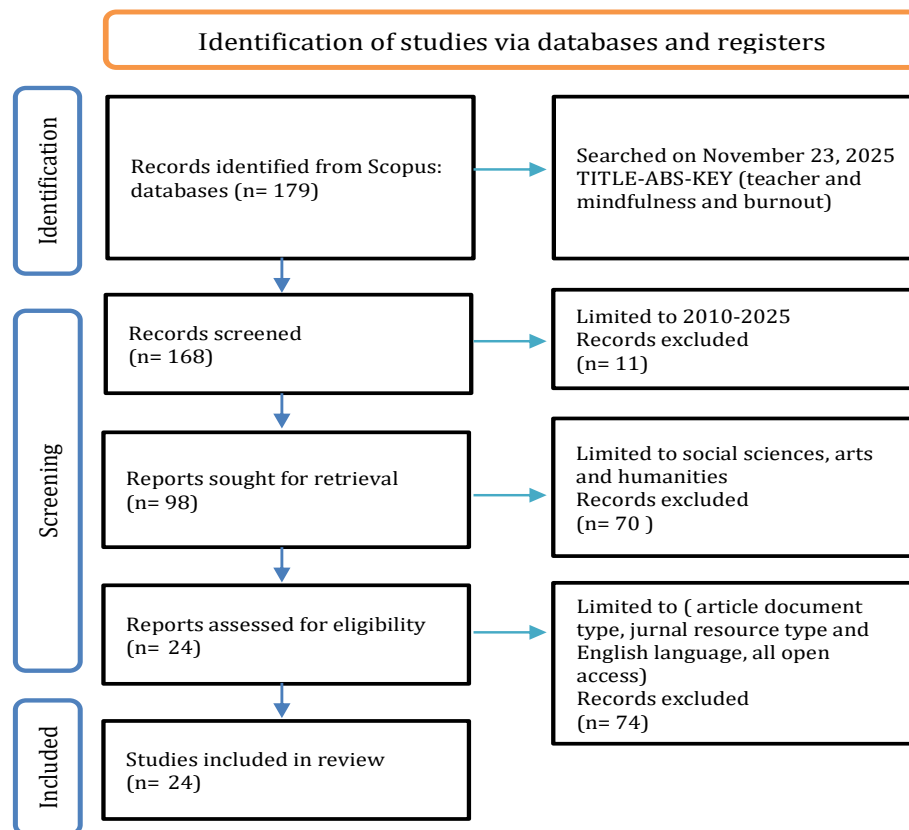 Identification of studies via databases and registers
Identification
Records identified from Scopus:
databases (n= 179)
Searched on November 23, 2025
TITLE-ABS-KEY (teacher and
mindfulness and burnout)
Screening
Records screened
(n= 168)
Limited to 2010-2025
Records excluded
(n= 11)
Reports sought for retrieval
(n= 98)
Limited to social sciences, arts
and humanities
Records excluded
(n= 70 )
Reports assessed for eligibility
(n= 24)
Limited to ( article document
type, jurnal resource type and
English language, all open
access)
Records excluded
(n= 74)
Included
Studies included in review
(n= 24)